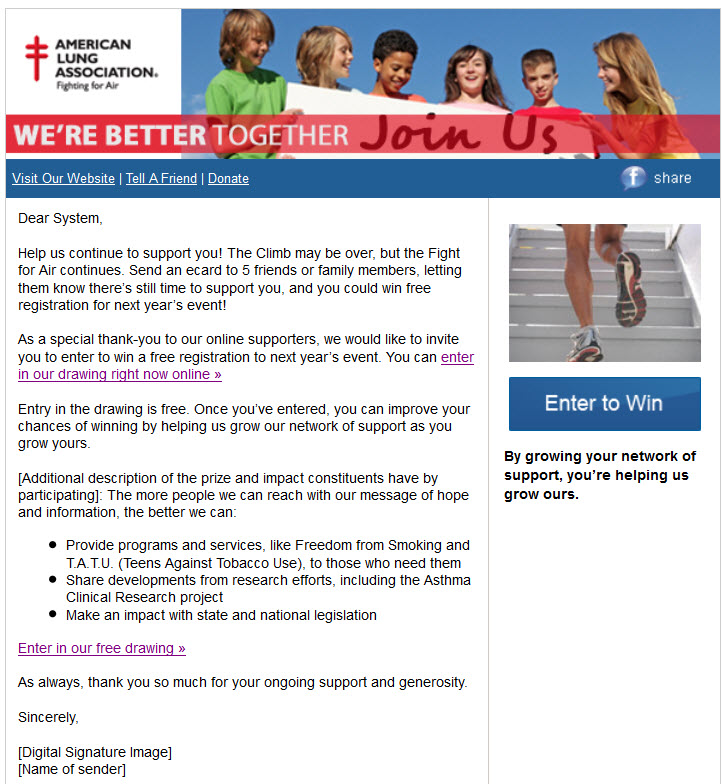 AMERICAN
LUNG
ASSOCIATION®
Fighting for Air
WE'RE BETTER TOGETHER Join Us
Visit Our Website | Tell A Friend | Donate
f share
Dear System,
Help us continue to support you! The Climb may be over, but the Fight
for Air continues. Send an ecard to 5 friends or family members, letting
them know there's still time to support you, and you could win free
registration for next year's event!
As a special thank-you to our online supporters, we would like to invite
you to enter to win a free registration to next year's event. You can enter
in our drawing right now online »
Entry in the drawing is free. Once you've entered, you can improve your
chances of winning by helping us grow our network of support as you
grow yours.
[Additional description of the prize and impact constituents have by
participating]: The more people we can reach with our message of hope
and information, the better we can:
● Provide programs and services, like Freedom from Smoking and
T.A.T.U. (Teens Against Tobacco Use), to those who need them
● Share developments from research efforts, including the Asthma
Clinical Research project
● Make an impact with state and national legislation
Enter in our free drawing »
As always, thank you so much for your ongoing support and generosity.
Sincerely,
[Digital Signature Image]
[Name of sender]
Enter to Win
By growing your network of
support, you're helping us
grow ours.